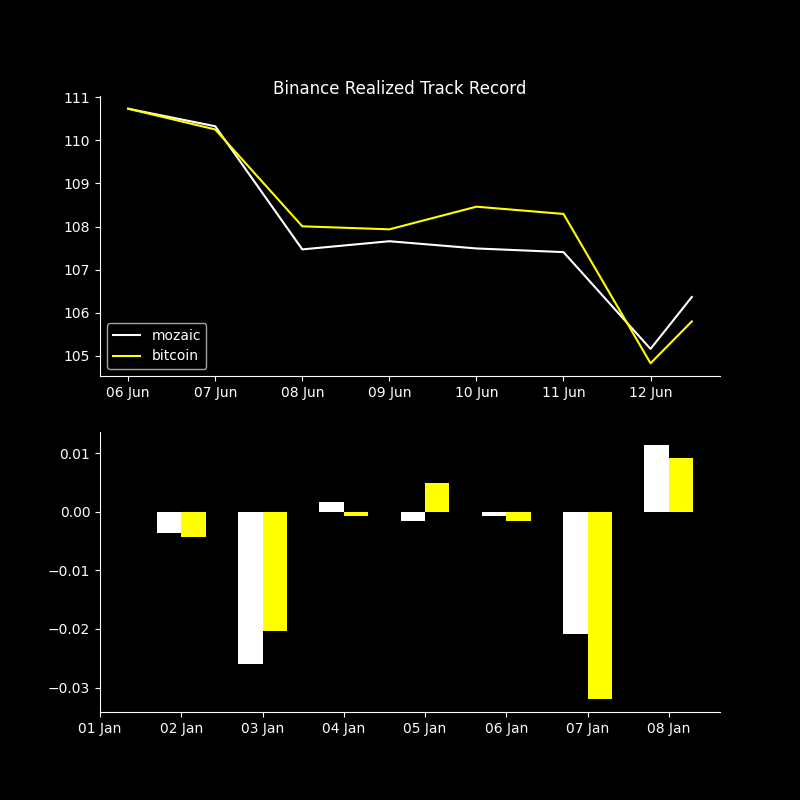 Binance Realized Track Record
111
110
109
108
107
106
105
mozaic
bitcoin
06 Jun 07 Jun 08 Jun 09 Jun 10 Jun 11 Jun 12 Jun
0.01
0.00
−0.01
−0.02
−0.03
01 Jan 02 Jan 03 Jan 04 Jan 05 Jan 06 Jan 07 Jan 08 Jan